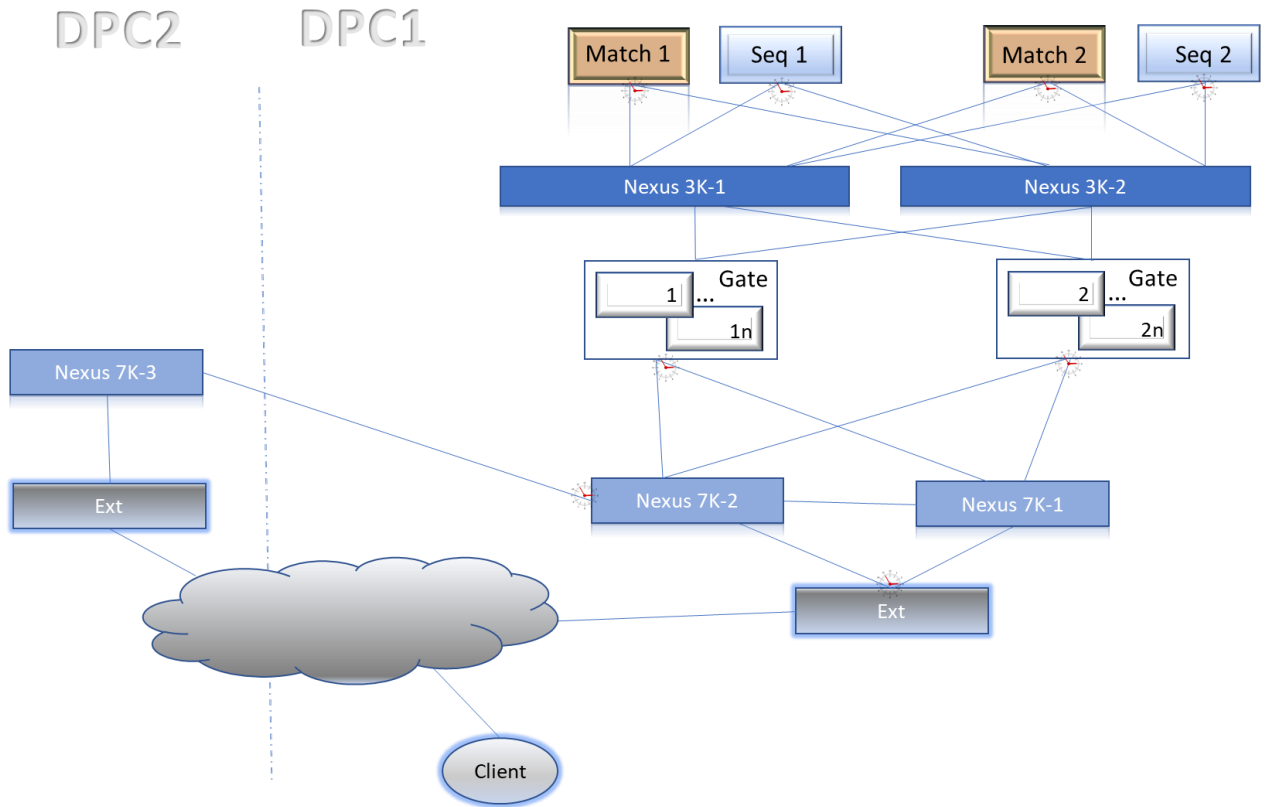 DPC2
DPC1
Match 1
Seq 1
Match 2
Seq 2
Nexus 3K-1
Nexus 3K-2
Gate
1
...
1n
Gate
2
...
2n
Nexus 7K-3
Ext
Nexus 7K-2
Nexus 7K-1
Ext
Client